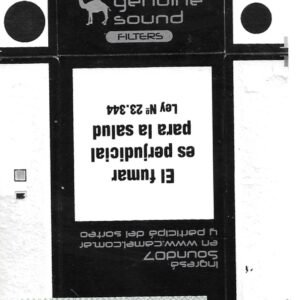 genuine
sound
FILTERS
El fumar
es perjudicial
para la salud
Ley Nº 23.344
Ingresá
Sound07
en www.camel.com.ar
y participá del sorteo